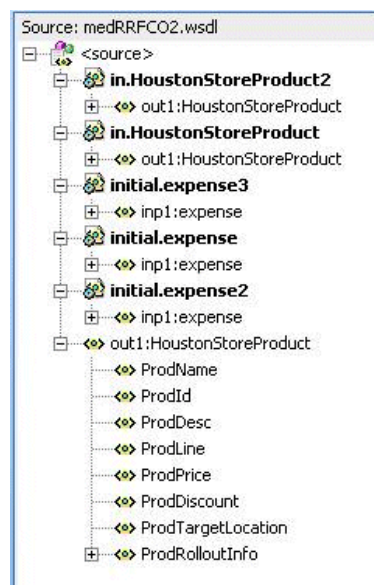 Source: medRRFCO2.wsdl
<source>
in.HoustonStoreProduct2
out1:HoustonStoreProduct
in.HoustonStoreProduct
out1:HoustonStoreProduct
initial.expense3
inp1:expense
initial.expense
inp1:expense
initial.expense2
inp1:expense
out1:HoustonStoreProduct
ProdName
ProdId
ProdDesc
ProdLine
ProdPrice
ProdDiscount
ProdTargetLocation
ProdRolloutInfo